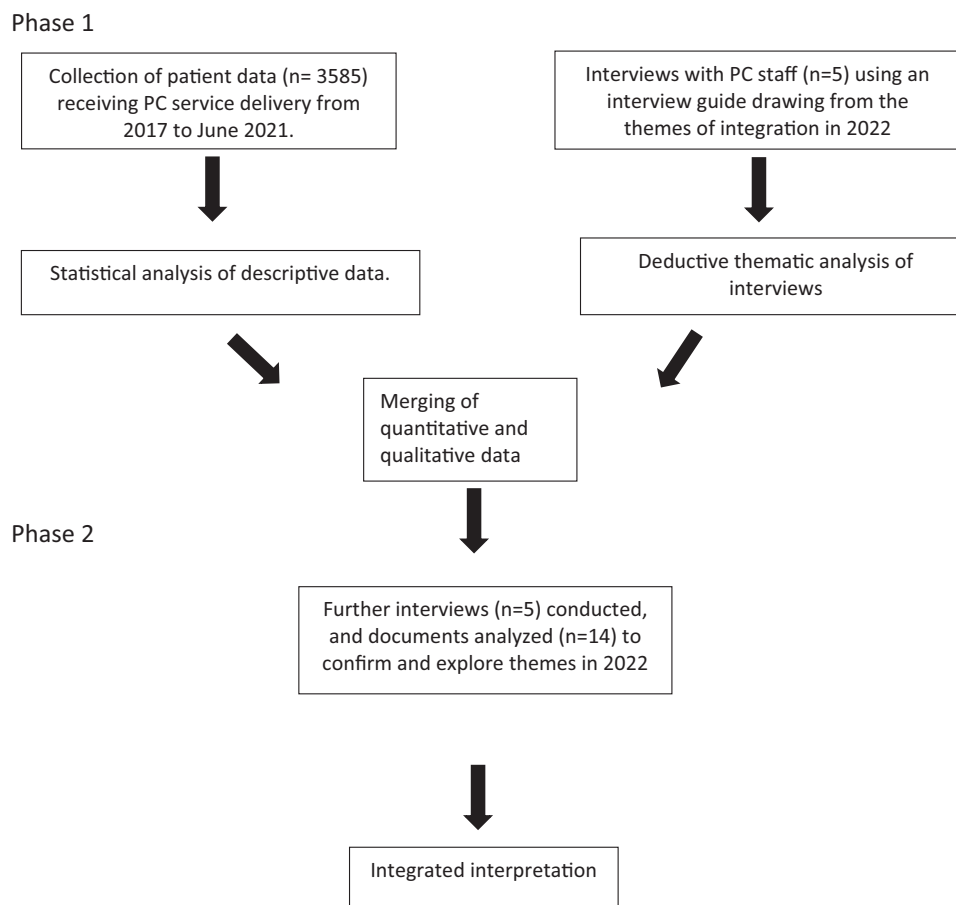 Phase 1
Collection of patient data (n= 3585)
receiving PC service delivery from
2017 to June 2021.
Interviews with PC staff (n=5) using an
interview guide drawing from the
themes of integration in 2022
Statistical analysis of descriptive data.
Deductive thematic analysis of
interviews
Merging of
quantitative and
qualitative data
Phase 2
Further interviews (n=5) conducted,
and documents analyzed (n=14) to
confirm and explore themes in 2022
Integrated interpretation